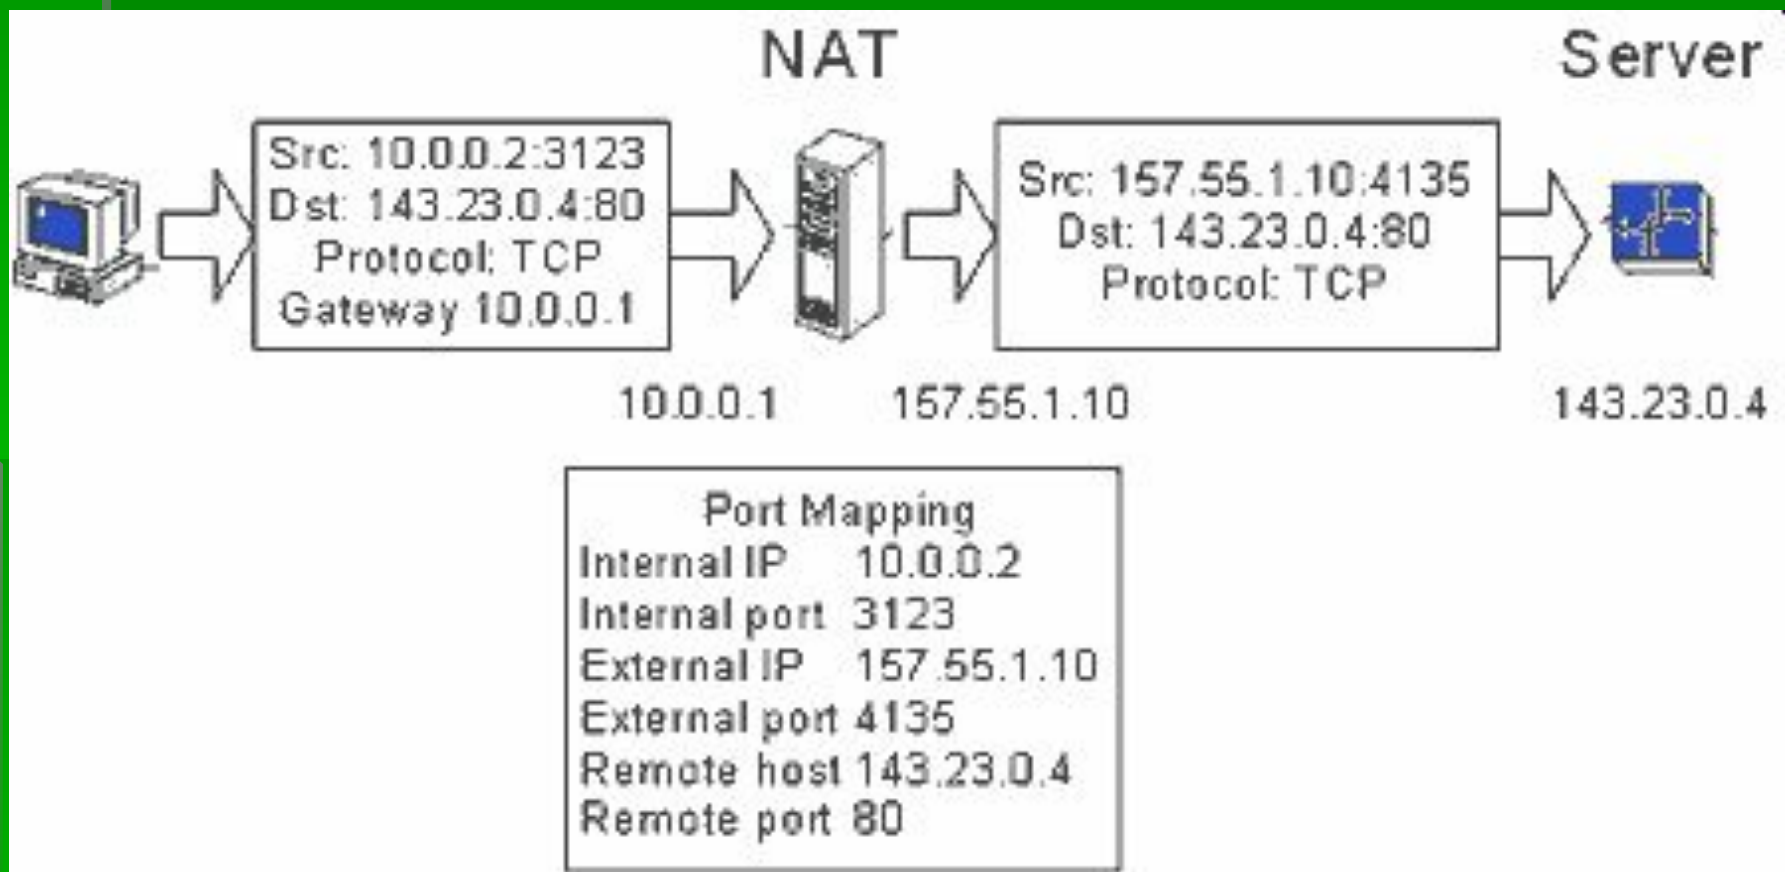 NAT
Server
Src: 10.0.0.2:3123
Dst: 143.23.0.4:80
Protocol: TCP
Gateway 10.0.0.1
Src: 157.55.1.10:4135
Dst: 143.23.0.4:80
Protocol: TCP
10.0.0.1
157.55.1.10
143.23.0.4
Port Mapping
Internal IP 10.0.0.2
Internal port 3123
External IP 157.55.1.10
External port 4135
Remote host 143.23.0.4
Remote port 80